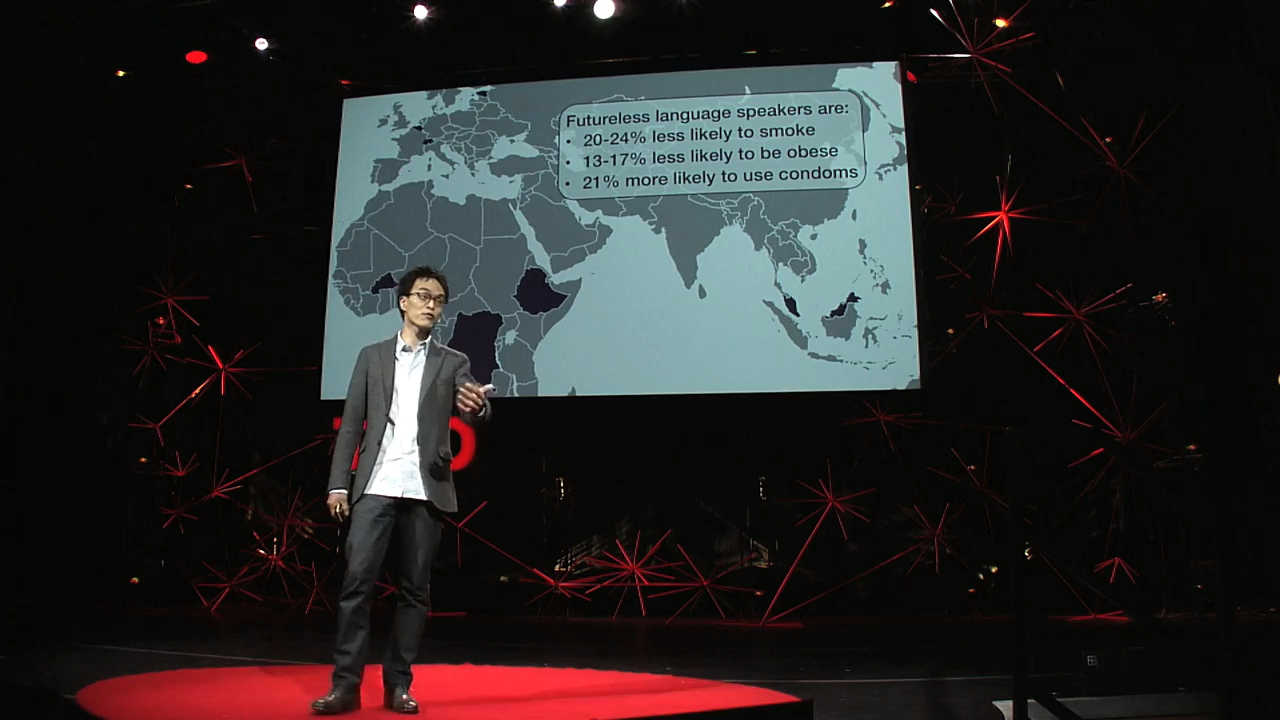 Futureless language speakers are:
• 20-24% less likely to smoke
• 13-17% less likely to be obese
• 21% more likely to use condoms